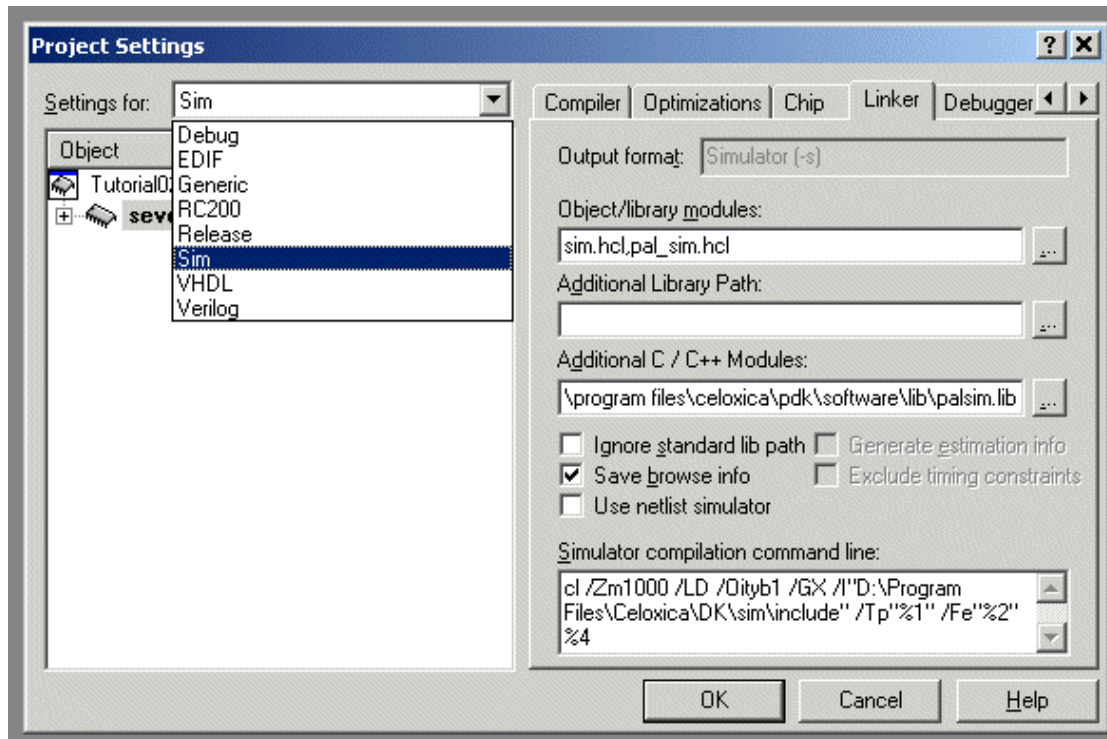 Project Settings
Settings for: Sim
Debug
EDIF
Generic
RC200
Release
Sim
VHDL
Verilog
Object
Tutorial0
seve
Compiler Optimizations Chip Linker Debugger
Output format: Simulator (-s)
Object/library modules:
sim.hcl,pal_sim.hcl
...
Additional Library Path:
...
Additional C / C++ Modules:
\program files\celoxica\pdk\software\lib\palsim.lib
...
Ignore standard lib path Generate estimation info
Save browse info Exclude timing constraints
Use netlist simulator
Simulator compilation command line:
cl /Zm1000 /LD /Oityb1 /GX /I"D:\Program
Files\Celoxica\DK\sim\include" /Tp"%1" /Fe"%2"
%4
OK Cancel Help